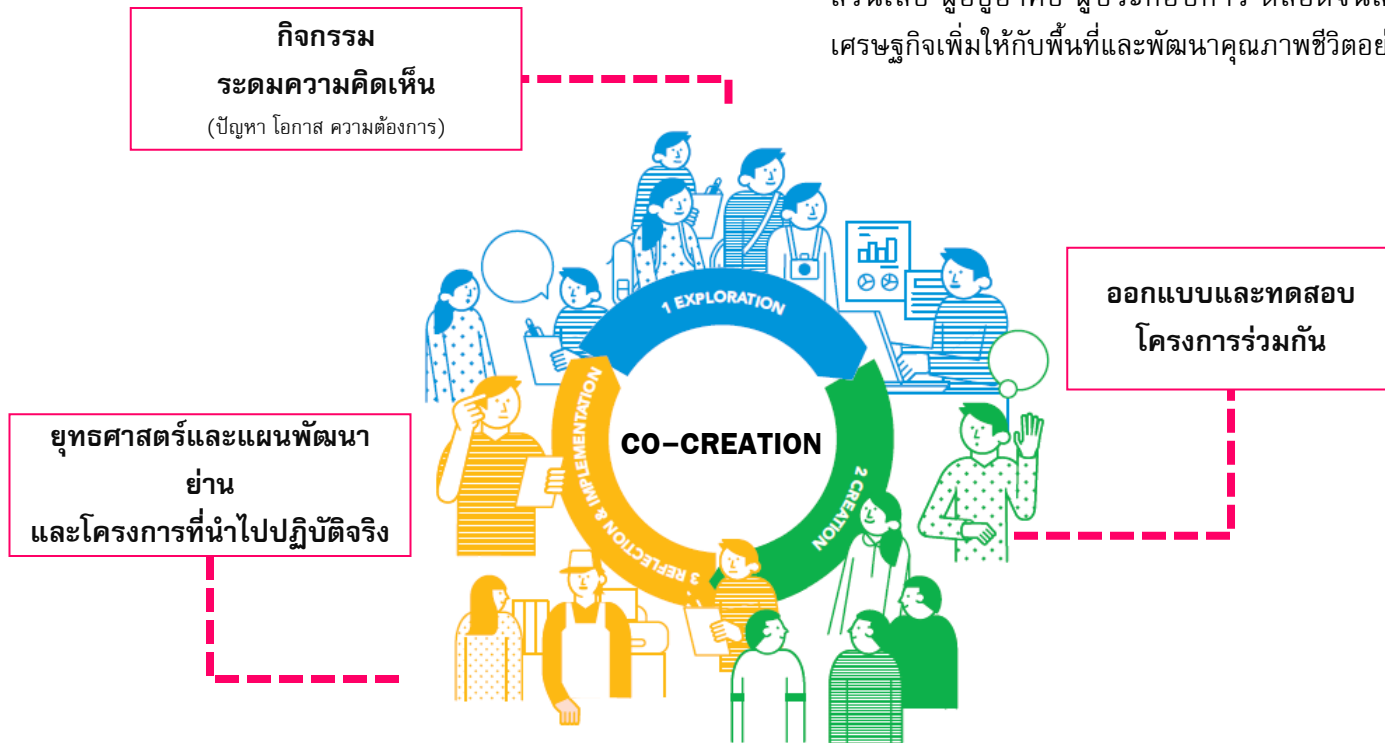 เศรษฐกิจเพิ่มให้กับพื้นที่และพัฒนาคุณภาพชีวิตอย่
กิจกรรม
ระดมความคิดเห็น
(ปัญหา โอกาส ความต้องการ)
1 EXPLORATION
ออกแบบและทดสอบ
โครงการร่วมกัน
CO-CREATION
2 CREATION
3 REFLECTION & IMPLEMENTATION
ยุทธศาสตร์และแผนพัฒนา
ย่าน
และโครงการที่นำไปปฏิบัติจริง